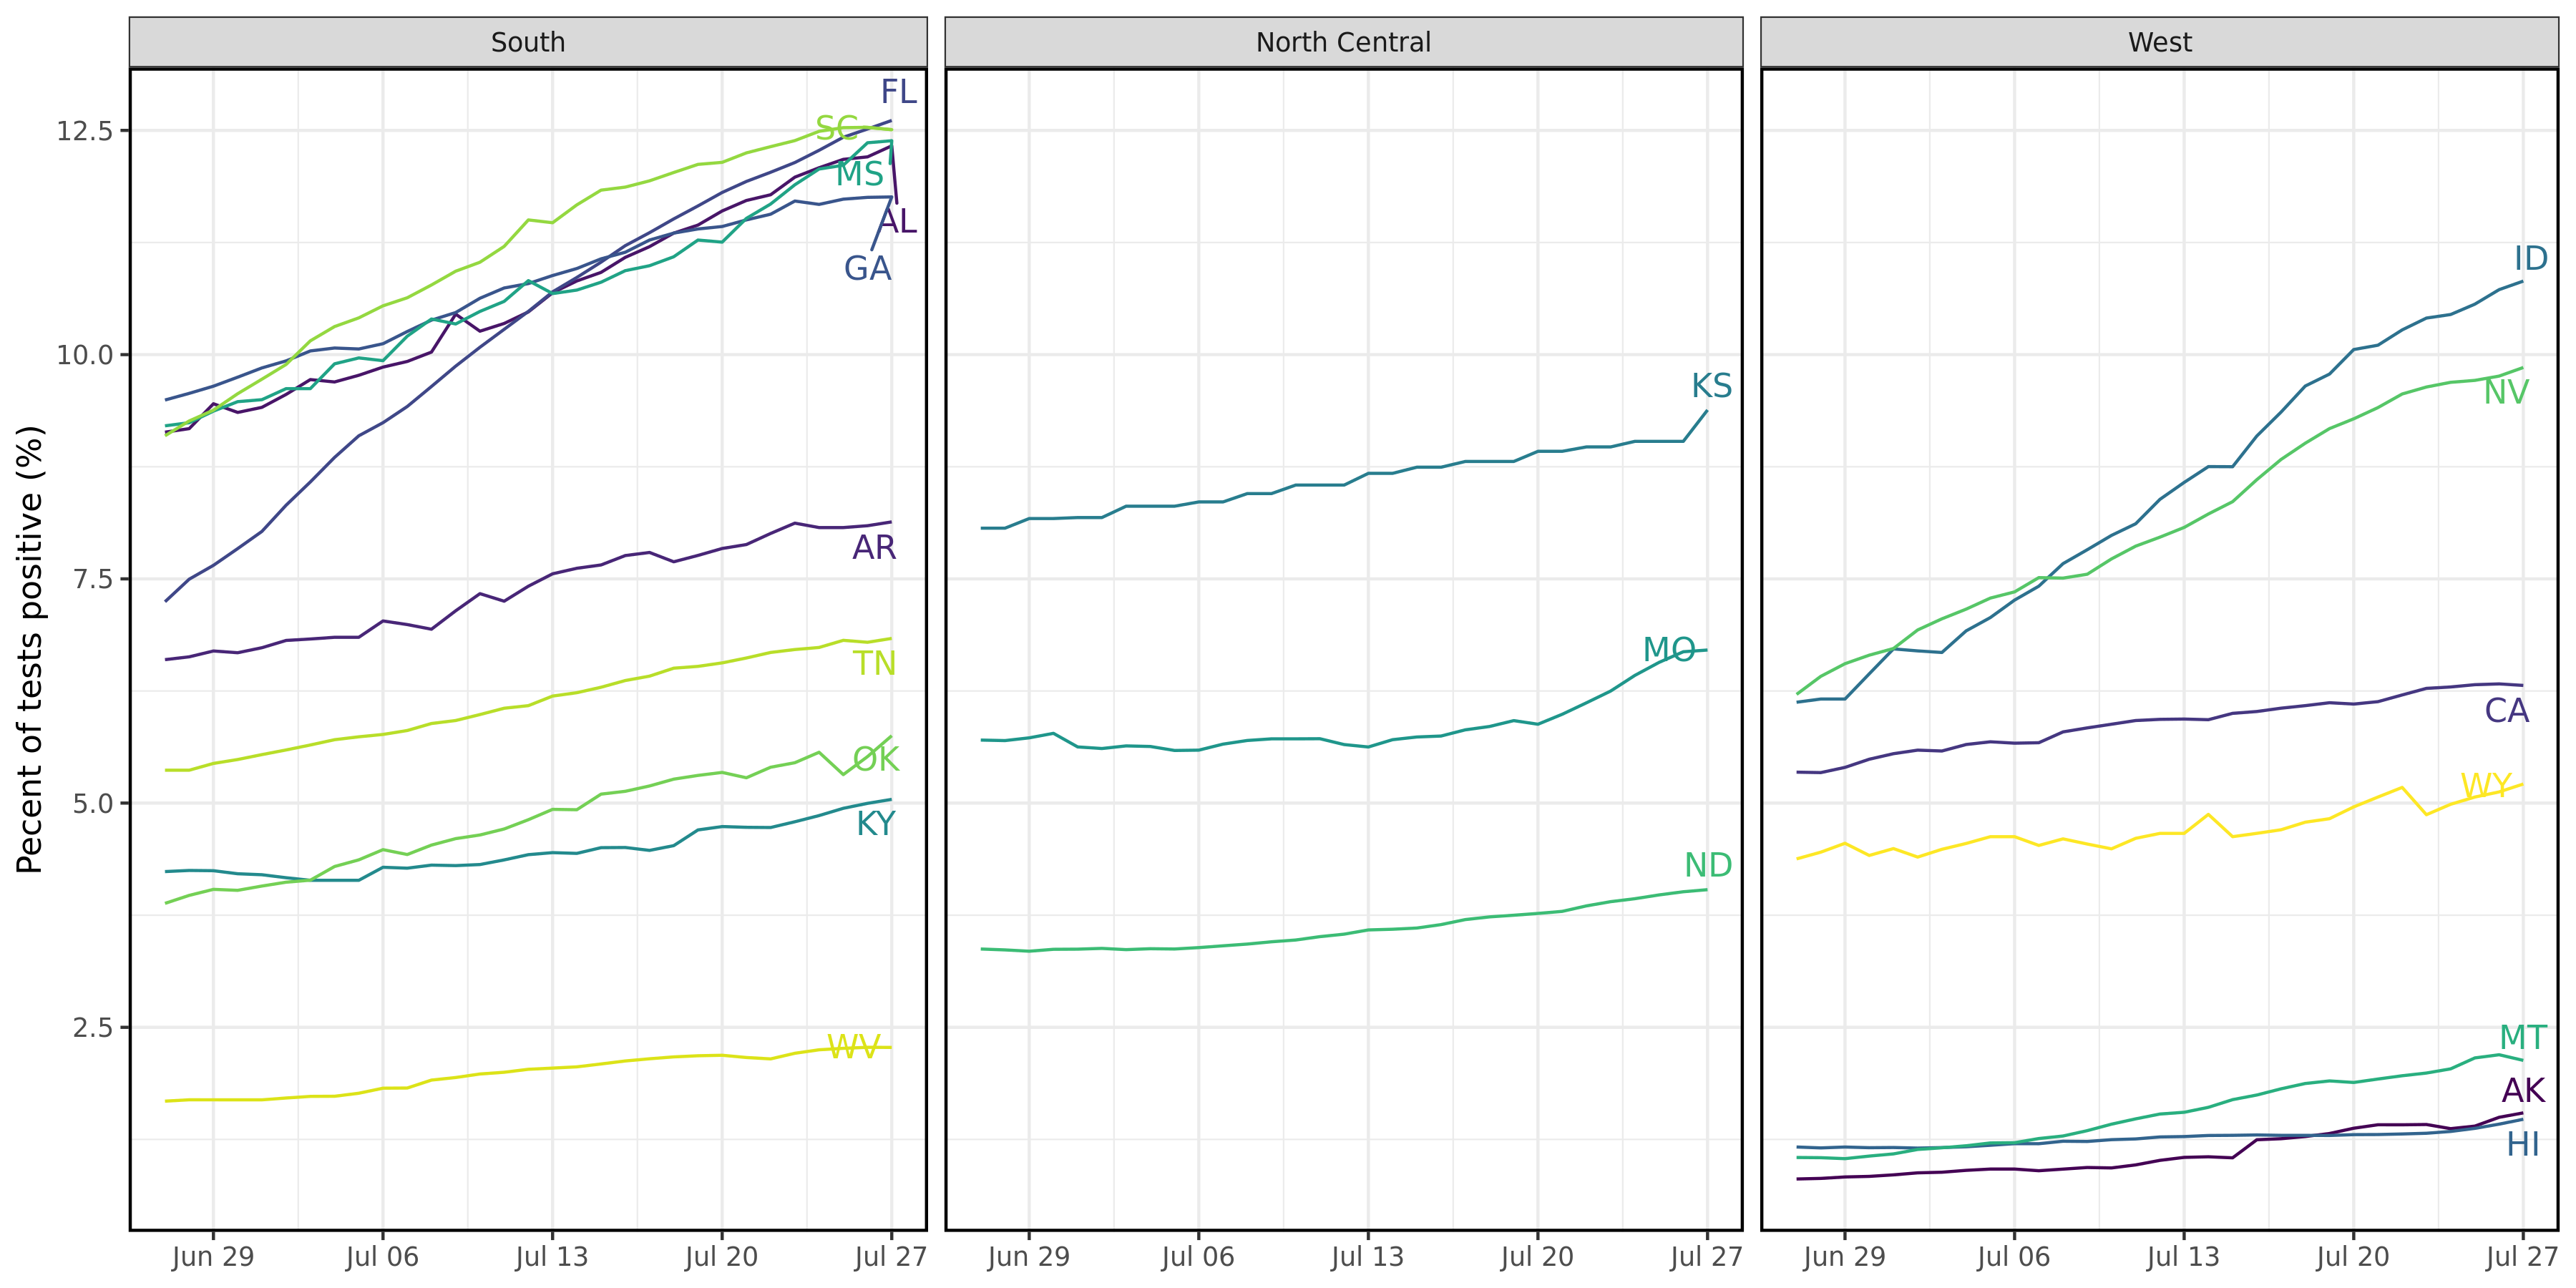 South
North Central
West
Pecent of tests positive (%)
12.5
10.0
7.5
5.0
2.5
FL
SC
MS
AL
GA
AR
TN
OK
KY
WV
KS
MO
ND
ID
NV
CA
WY
MT
AK
HI
Jun 29 Jul 06 Jul 13 Jul 20 Jul 27
Jun 29 Jul 06 Jul 13 Jul 20 Jul 27
Jun 29 Jul 06 Jul 13 Jul 20 Jul 27